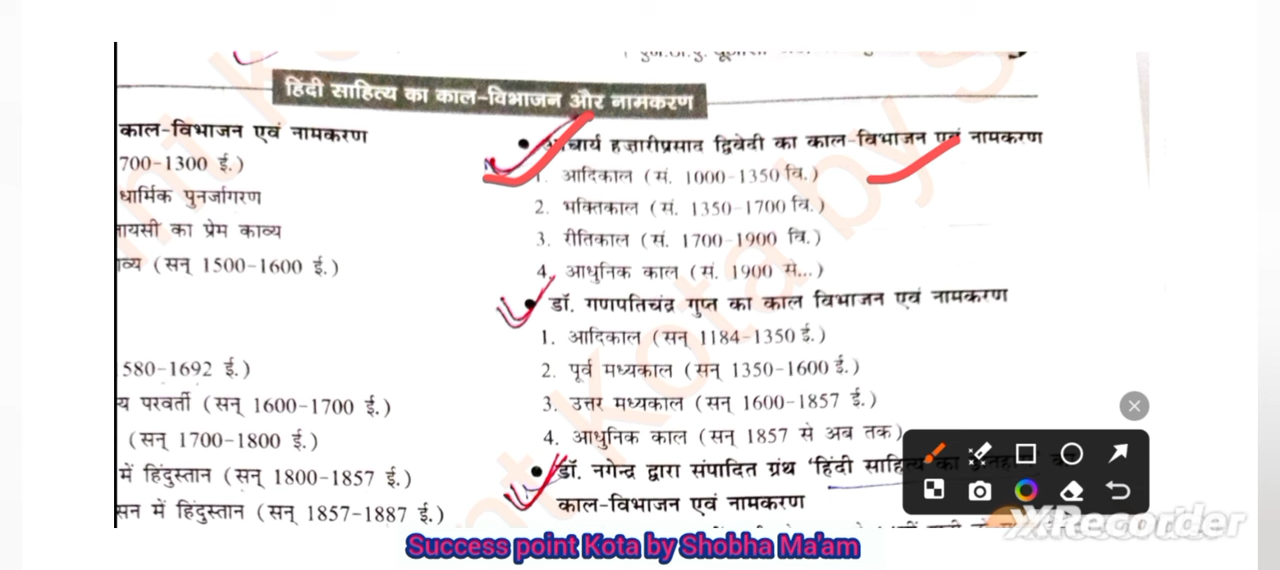 हिंदी साहित्य का काल-विभाजन और नामकरण
काल-विभाजन एवं नामकरण
700-1300 ई.)
धार्मिक पुनर्जागरण
ायसी का प्रेम काव्य
ाव्य (सन् 1500-1600 ई.)
580-1692 ई.)
य परवर्ती (सन् 1600-1700 ई.)
(सन् 1700-1800 ई.)
में हिंदुस्तान (सन् 1800-1857 ई.)
सन में हिंदुस्तान (सन् 1857-1887 ई.)
• आचार्य हज़ारीप्रसाद द्विवेदी का काल-विभाजन एवं नामकरण
1. आदिकाल (सं. 1000-1350 वि.)
2. भक्तिकाल (सं. 1350-1700 वि.)
3. रीतिकाल (सं. 1700-1900 वि.)
4. आधुनिक काल (सं. 1900 से...)
• डॉ. गणपतिचंद्र गुप्त का काल विभाजन एवं नामकरण
1. आदिकाल (सन् 1184-1350 ई.)
2. पूर्व मध्यकाल (सन् 1350-1600 ई.)
3. उत्तर मध्यकाल (सन् 1600-1857 ई.)
4. आधुनिक काल (सन् 1857 से अब तक)
• डॉ. नगेन्द्र द्वारा संपादित ग्रंथ 'हिंदी साहित्य का
काल-विभाजन एवं नामकरण
XRecorder
Success point Kota by Shobha Ma'am